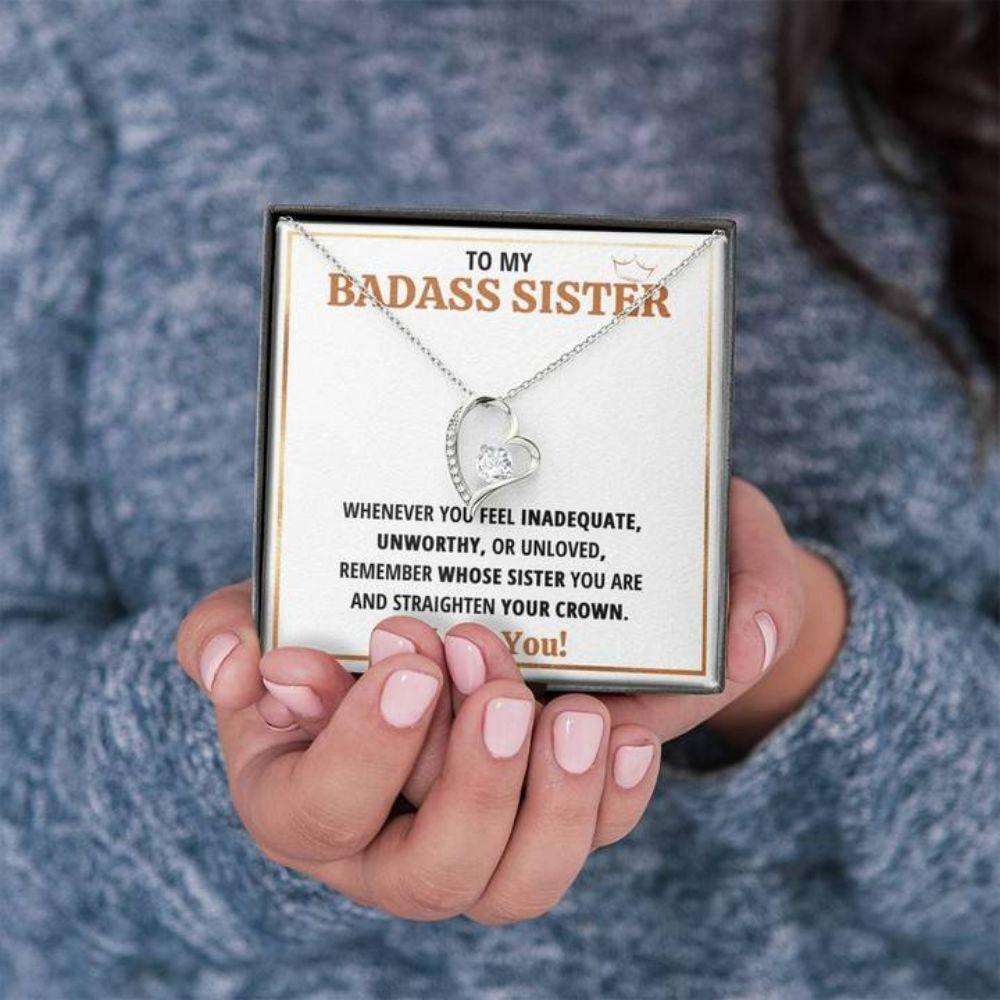 TO MY
BADASS SISTER
WHENEVER YOU FEEL INADEQUATE,
UNWORTHY, OR UNLOVED,
REMEMBER WHOSE SISTER YOU ARE
AND STRAIGHTEN YOUR CROWN.
You!